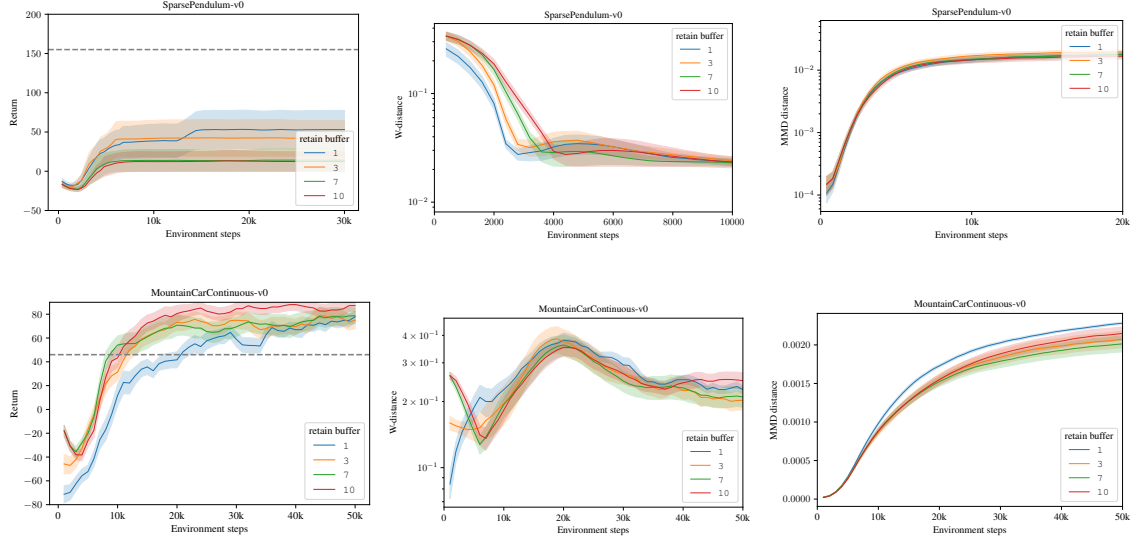 SparsePendulum-v0
200
150
100
50
0
−50
Return
0
10k
20k
30k
Environment steps
retain buffer
1
3
7
10
SparsePendulum-v0
10⁻¹
10⁻²
W-distance
0
2000
4000
6000
8000
10000
Environment steps
retain buffer
1
3
7
10
SparsePendulum-v0
10⁻²
10⁻³
10⁻⁴
MMD distance
10k
20k
Environment steps
retain buffer
1
3
7
10
MountainCarContinuous-v0
80
60
40
20
0
−20
−40
−60
−80
Return
0
10k
20k
30k
40k
50k
Environment steps
retain buffer
1
3
7
10
MountainCarContinuous-v0
4 × 10⁻¹
3 × 10⁻¹
2 × 10⁻¹
10⁻¹
W-distance
0
10k
20k
30k
40k
50k
Environment steps
retain buffer
1
3
7
10
MountainCarContinuous-v0
0.0020
0.0015
0.0010
0.0005
0.0000
MMD distance
0
10k
20k
30k
40k
50k
Environment steps
retain buffer
1
3
7
10